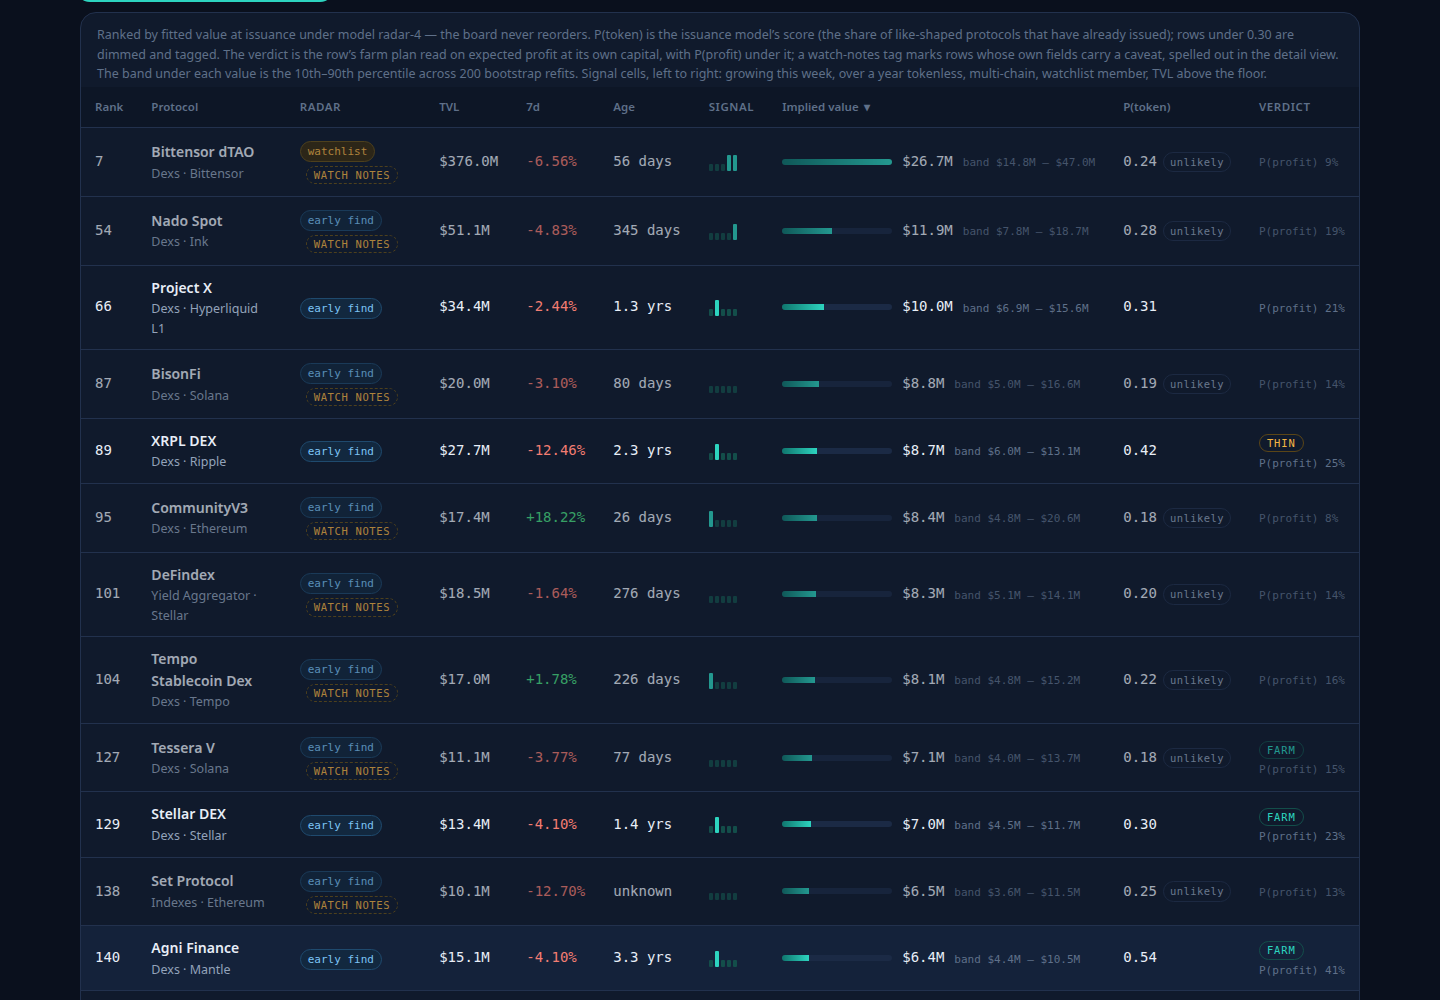 Ranked by fitted value at issuance under model radar-4 — the board never reorders. P(token) is the issuance model's score (the share of like-shaped protocols that have already issued); rows under 0.30 are
dimmed and tagged. The verdict is the row's farm plan read on expected profit at its own capital, with P(profit) under it; a watch-notes tag marks rows whose own fields carry a caveat, spelled out in the detail view.
The band under each value is the 10th–90th percentile across 200 bootstrap refits. Signal cells, left to right: growing this week, over a year tokenless, multi-chain, watchlist member, TVL above the floor.
Rank Protocol RADAR TVL 7d Age SIGNAL Implied value ▼ P(token) VERDICT
7 Bittensor dTAO watchlist $376.0M -6.56% 56 days $26.7M band $14.8M – $47.0M 0.24 unlikely P(profit) 9%
Dexs · Bittensor WATCH NOTES
54 Nado Spot early find $51.1M -4.83% 345 days $11.9M band $7.8M – $18.7M 0.28 unlikely P(profit) 19%
Dexs · Ink WATCH NOTES
66 Project X early find $34.4M -2.44% 1.3 yrs $10.0M band $6.9M – $15.6M 0.31 P(profit) 21%
Dexs · Hyperliquid
L1
87 BisonFi early find $20.0M -3.10% 80 days $8.8M band $5.0M – $16.6M 0.19 unlikely P(profit) 14%
Dexs · Solana WATCH NOTES
89 XRPL DEX early find $27.7M -12.46% 2.3 yrs $8.7M band $6.0M – $13.1M 0.42 THIN
Dexs · Ripple P(profit) 25%
95 CommunityV3 early find $17.4M +18.22% 26 days $8.4M band $4.8M – $20.6M 0.18 unlikely P(profit) 8%
Dexs · Ethereum WATCH NOTES
101 DeFindex early find $18.5M -1.64% 276 days $8.3M band $5.1M – $14.1M 0.20 unlikely P(profit) 14%
Yield Aggregator · WATCH NOTES
Stellar
104 Tempo early find $17.0M +1.78% 226 days $8.1M band $4.8M – $15.2M 0.22 unlikely P(profit) 16%
Stablecoin Dex WATCH NOTES
Dexs · Tempo
127 Tessera V early find $11.1M -3.77% 77 days $7.1M band $4.0M – $13.7M 0.18 unlikely FARM
Dexs · Solana WATCH NOTES P(profit) 15%
129 Stellar DEX early find $13.4M -4.10% 1.4 yrs $7.0M band $4.5M – $11.7M 0.30 FARM
Dexs · Stellar P(profit) 23%
138 Set Protocol early find $10.1M -12.70% unknown $6.5M band $3.6M – $11.5M 0.25 unlikely P(profit) 13%
Indexes · Ethereum WATCH NOTES
140 Agni Finance early find $15.1M -4.10% 3.3 yrs $6.4M band $4.4M – $10.5M 0.54 FARM
Dexs · Mantle P(profit) 41%